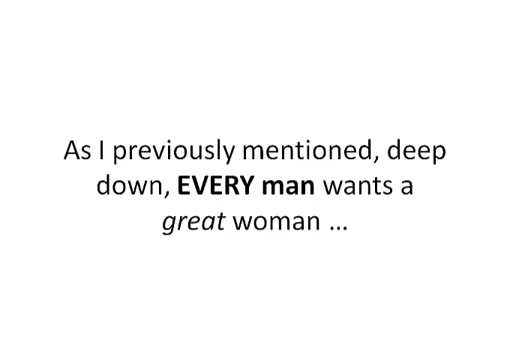 As I previously mentioned, deep
down, EVERY man wants a
great woman ...